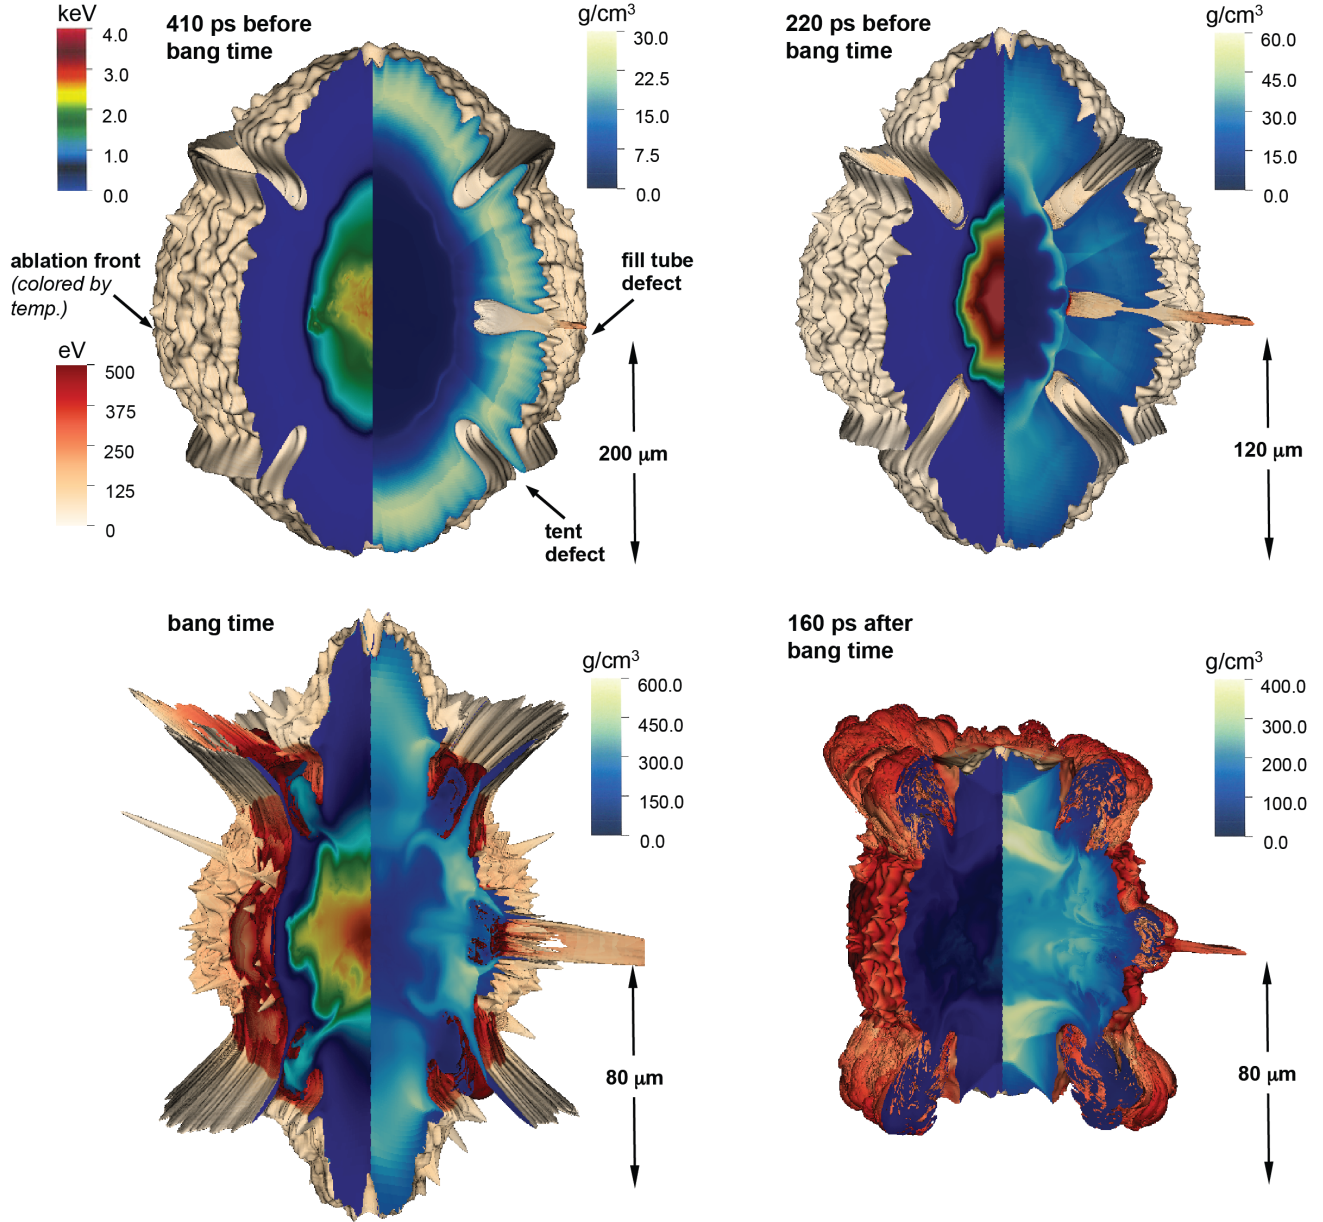 keV
4.0
3.0
2.0
1.0
0.0
410 ps before
bang time
g/cm³
30.0
22.5
15.0
7.5
0.0
ablation front
(colored by
temp.)
eV
500
375
250
125
0
fill tube
defect
200 µm
tent
defect
220 ps before
bang time
g/cm³
60.0
45.0
30.0
15.0
0.0
120 µm
bang time
g/cm³
600.0
450.0
300.0
150.0
0.0
80 µm
160 ps after
bang time
g/cm³
400.0
300.0
200.0
100.0
0.0
80 µm